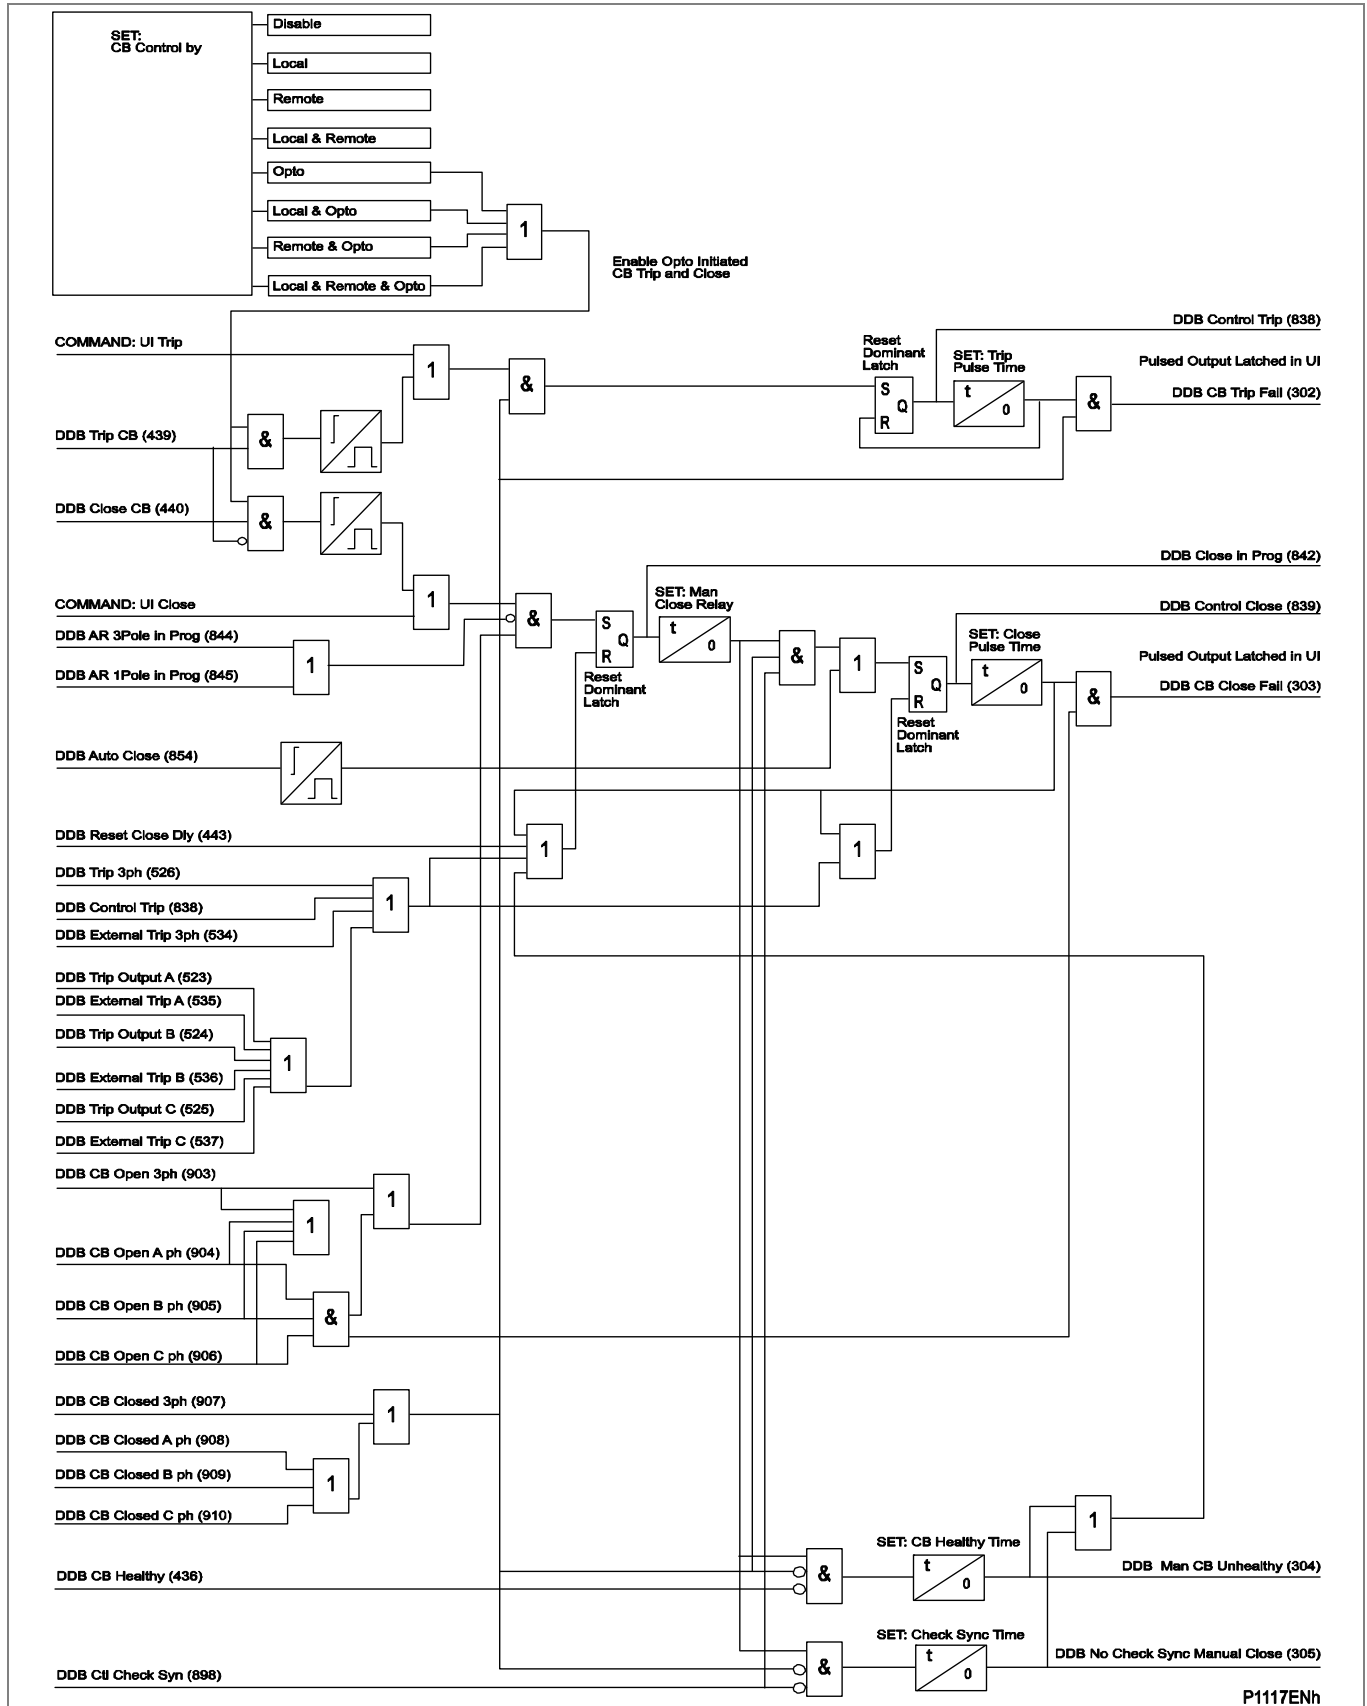 SET:
CB Control by
Disable
Local
Remote
Local & Remote
Opto
Local & Opto
Remote & Opto
Local & Remote & Opto
1
Enable Opto Initiated
CB Trip and Close
COMMAND: UI Trip
1
&
Reset
Dominant
Latch
S
Q
R
SET: Trip
Pulse Time
t
0
&
DDB Control Trip (838)
Pulsed Output Latched in UI
DDB CB Trip Fail (302)
DDB Trip CB (439)
&
DDB Close CB (440)
&
COMMAND: UI Close
1
&
DDB AR 3Pole in Prog (844)
1
DDB AR 1Pole in Prog (845)
S
Q
R
Reset
Dominant
Latch
SET: Man
Close Relay
t
0
&
1
S
Q
R
Reset
Dominant
Latch
SET: Close
Pulse Time
t
0
&
DDB Close in Prog (842)
DDB Control Close (839)
Pulsed Output Latched in UI
DDB CB Close Fail (303)
DDB Auto Close (854)
DDB Reset Close Dly (443)
1
1
DDB Trip 3ph (526)
1
DDB Control Trip (838)
DDB External Trip 3ph (534)
DDB Trip Output A (523)
DDB External Trip A (535)
DDB Trip Output B (524)
1
DDB External Trip B (536)
DDB Trip Output C (525)
DDB External Trip C (537)
DDB CB Open 3ph (903)
1
1
DDB CB Open A ph (904)
DDB CB Open B ph (905)
&
DDB CB Open C ph (906)
DDB CB Closed 3ph (907)
1
DDB CB Closed A ph (908)
DDB CB Closed B ph (909)
1
DDB CB Closed C ph (910)
DDB CB Healthy (436)
&
SET: CB Healthy Time
t
0
1
DDB Man CB Unhealthy (304)
DDB Ctl Check Syn (898)
&
SET: Check Sync Time
t
0
DDB No Check Sync Manual Close (305)
P1117ENh